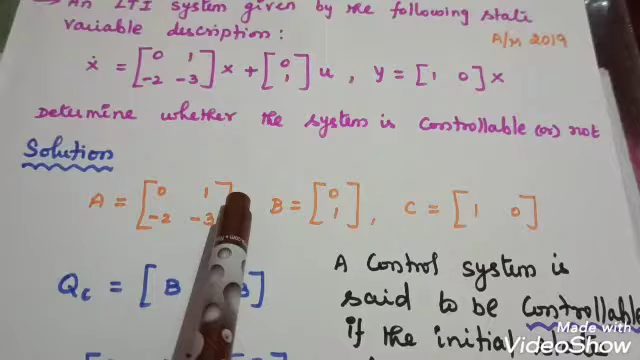 → An LTI system given by the following state
variable description:
A/M 2019
ẋ = [0 1 -2 -3] x + [0 1] u , y = [1 0] x
Determine whether the system is controllable (or) not
Solution
A = [0 1 -2 -3] B = [0 1] , C = [1 0]
Qc = [B B]
A control system is
said to be controllable
if the initial
Made with
VideoShow